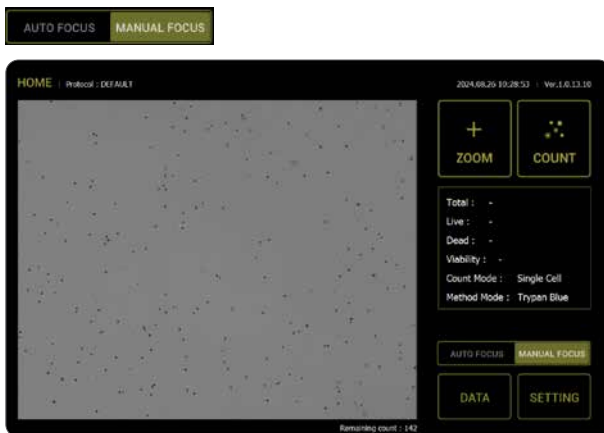 AUTO FOCUS MANUAL FOCUS
HOME | Protocol : DEFAULT 2024.08.26 10:28:53 | Ver.1.0.13.10
ZOOM COUNT
Total : -
Live : -
Dead : -
Viability : -
Count Mode : Single Cell
Method Mode : Trypan Blue
AUTO FOCUS MANUAL FOCUS
DATA SETTING
Remaining count : 142